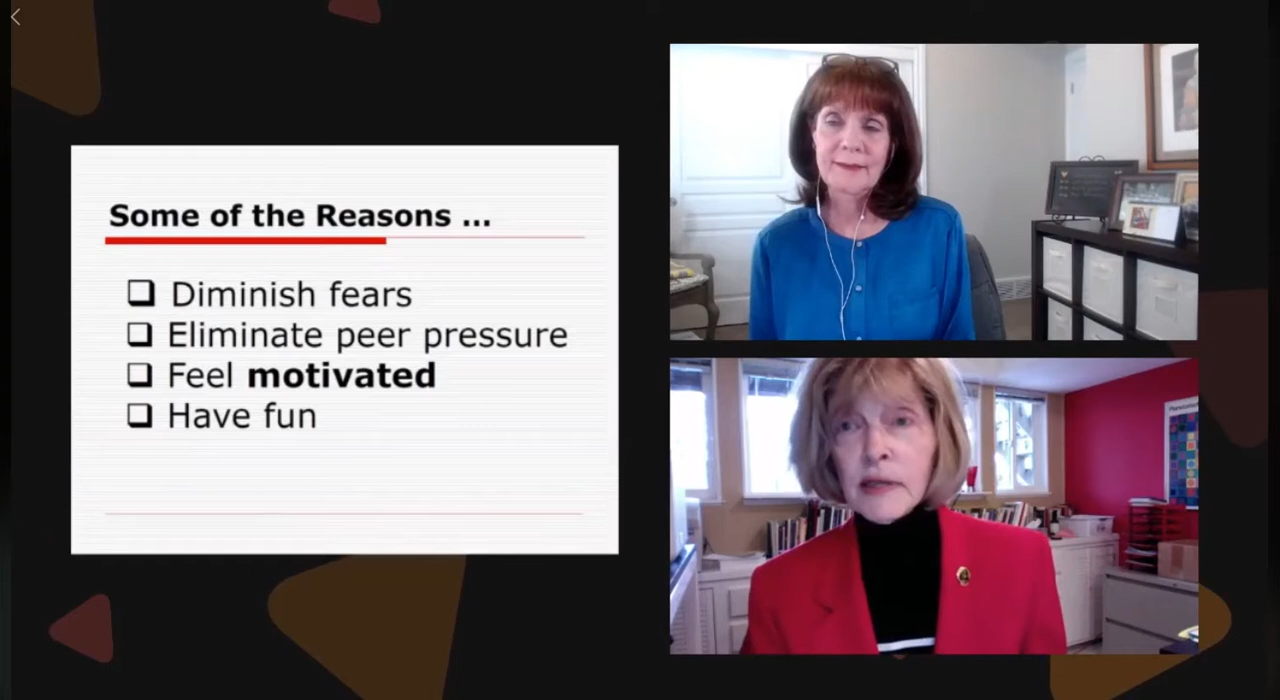 Some of the Reasons ...
❑ Diminish fears
❑ Eliminate peer pressure
❑ Feel motivated
❑ Have fun